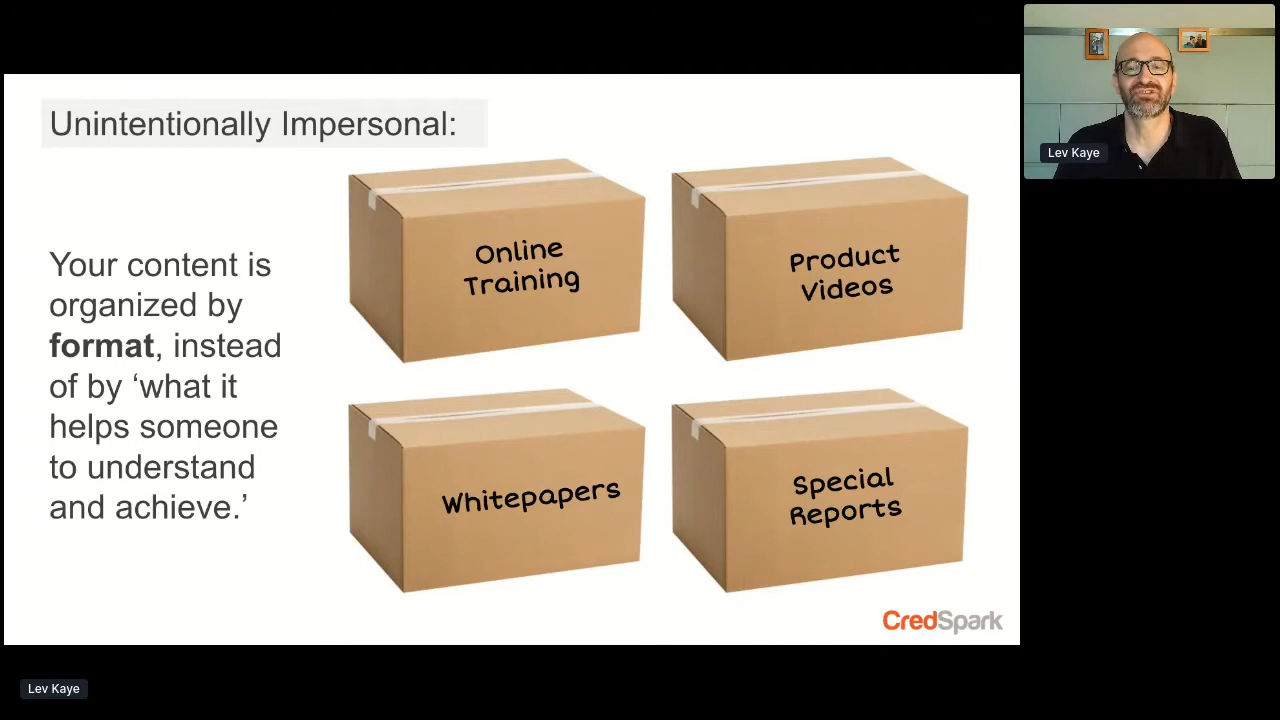 Unintentionally Impersonal:
Your content is
organized by
format, instead
of by ‘what it
helps someone
to understand
and achieve.’
Online
Training
Product
Videos
Whitepapers
Special
Reports
CredSpark
Lev Kaye
Lev Kaye